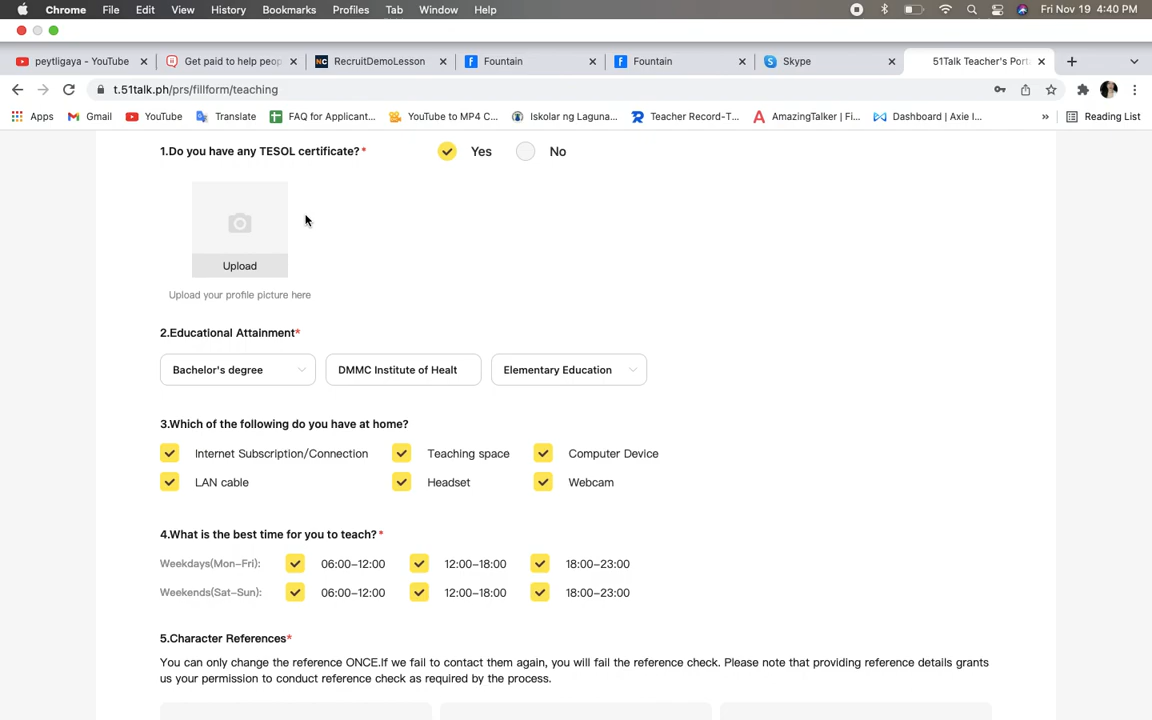 Chrome File Edit View History Bookmarks Profiles Tab Window Help Fri Nov 19 4:40 PM
peytligaya - YouTube Get paid to help peop RecruitDemoLesson Fountain Fountain Skype 51Talk Teacher's Port
t.51talk.ph/prs/fillform/teaching
Apps Gmail YouTube Translate FAQ for Applicant... YouTube to MP4 C... Iskolar ng Laguna... Teacher Record-T... AmazingTalker | Fi... Dashboard | Axie I... » Reading List
1.Do you have any TESOL certificate?* Yes No
Upload
Upload your profile picture here
2.Educational Attainment*
Bachelor's degree DMMC Institute of Healt Elementary Education
3.Which of the following do you have at home?
Internet Subscription/Connection Teaching space Computer Device
LAN cable Headset Webcam
4.What is the best time for you to teach?*
Weekdays(Mon-Fri): 06:00-12:00 12:00-18:00 18:00-23:00
Weekends(Sat-Sun): 06:00-12:00 12:00-18:00 18:00-23:00
5.Character References*
You can only change the reference ONCE.If we fail to contact them again, you will fail the reference check. Please note that providing reference details grants
us your permission to conduct reference check as required by the process.